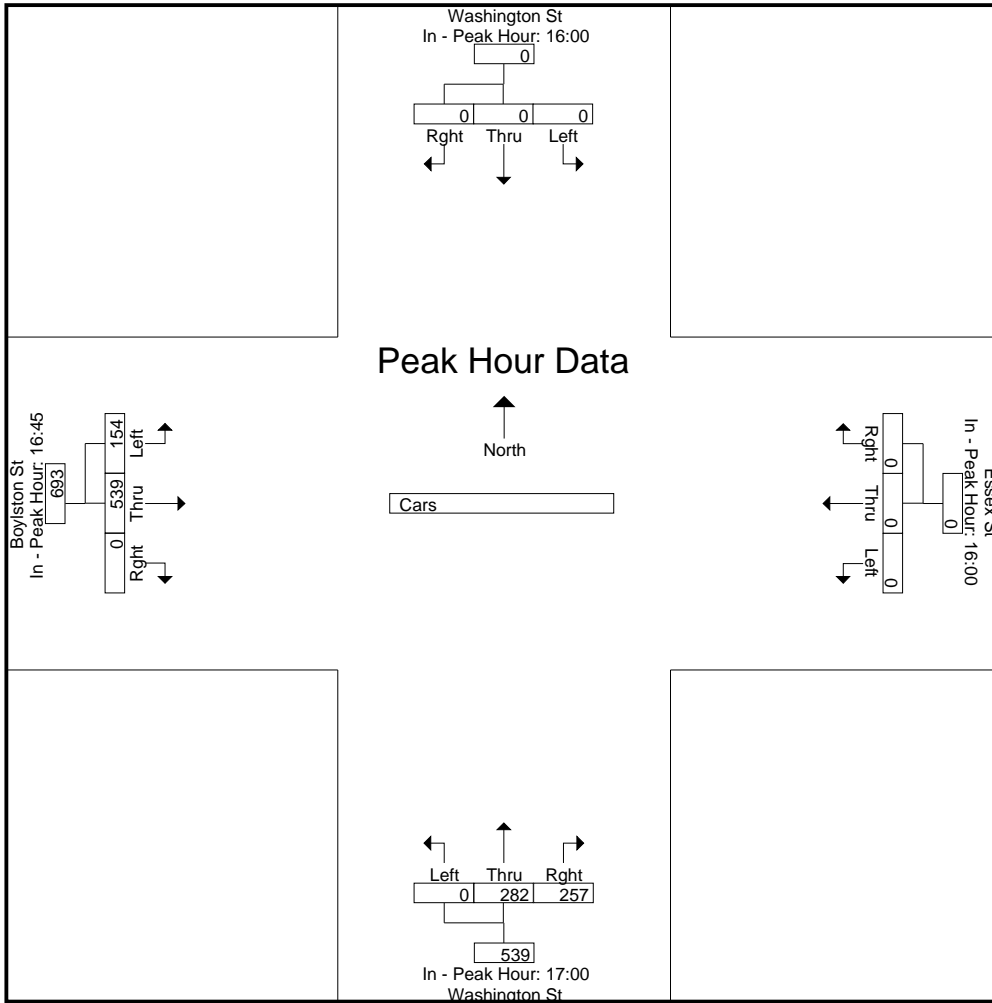 Washington St
In - Peak Hour: 16:00
0
0 0 0
Rght Thru Left
Peak Hour Data
North
Cars
Boylston St
In - Peak Hour: 16:45
693
154 539 0
Left Thru Rght
Essex St
In - Peak Hour: 16:00
0
0 0 0
Rght Thru Left
Left Thru Rght
0 282 257
539
In - Peak Hour: 17:00
Washington St